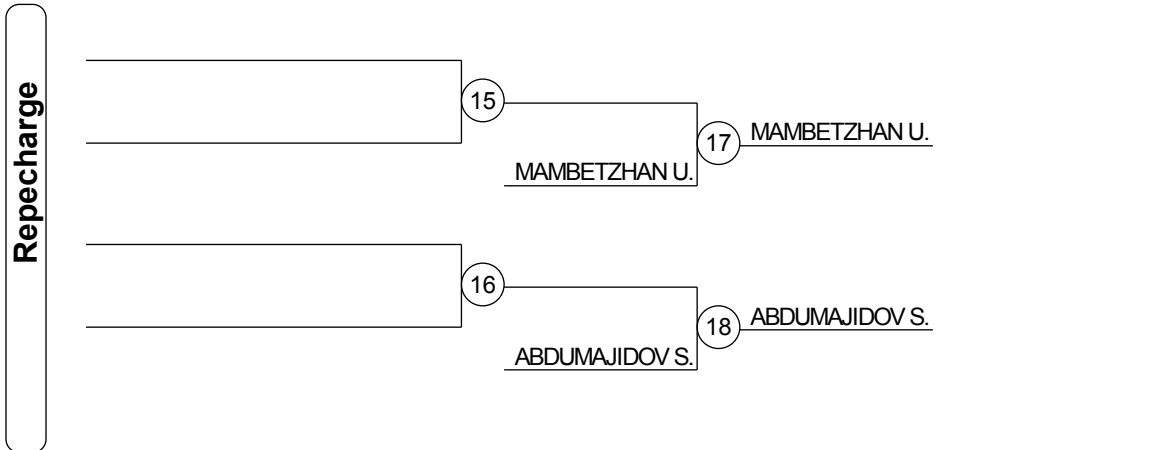 Repecharge
15
17
MAMBETZHAN U.
MAMBETZHAN U.
16
18
ABDUMAJIDOV S.
ABDUMAJIDOV S.